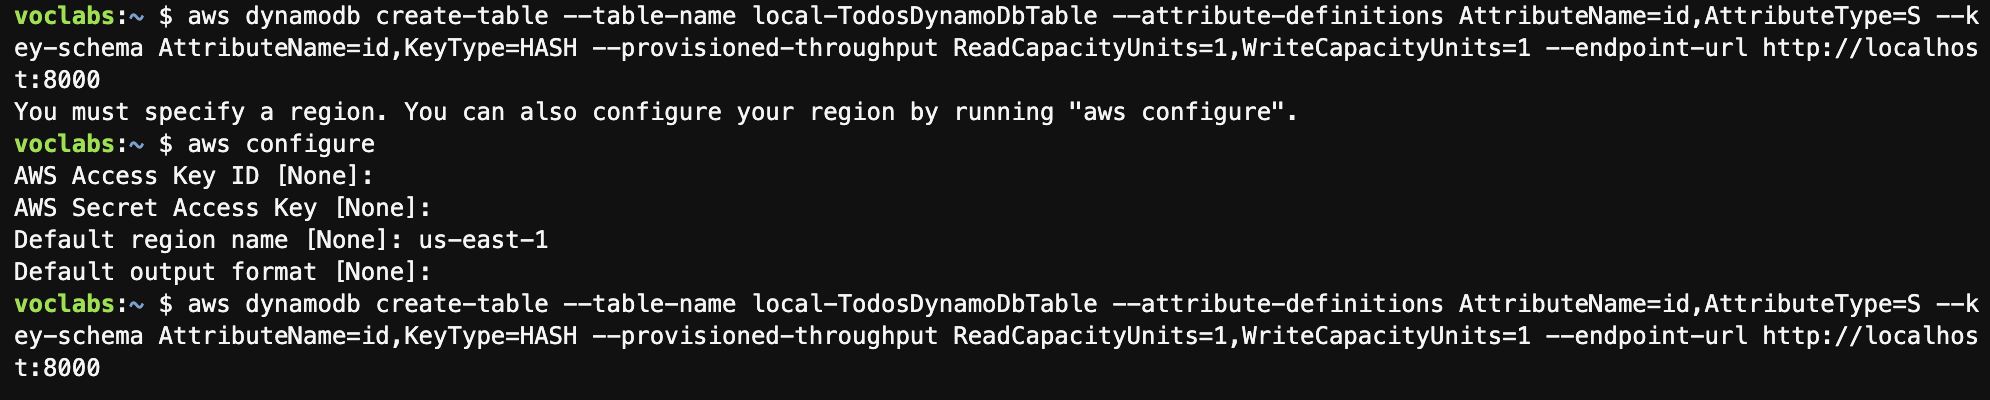 voclabs:~ $ aws dynamodb create-table --table-name local-TodosDynamoDbTable --attribute-definitions AttributeName=id,AttributeType=S --k
ey-schema AttributeName=id,KeyType=HASH --provisioned-throughput ReadCapacityUnits=1,WriteCapacityUnits=1 --endpoint-url http://localhos
t:8000
You must specify a region. You can also configure your region by running "aws configure".
voclabs:~ $ aws configure
AWS Access Key ID [None]:
AWS Secret Access Key [None]:
Default region name [None]: us-east-1
Default output format [None]:
voclabs:~ $ aws dynamodb create-table --table-name local-TodosDynamoDbTable --attribute-definitions AttributeName=id,AttributeType=S --k
ey-schema AttributeName=id,KeyType=HASH --provisioned-throughput ReadCapacityUnits=1,WriteCapacityUnits=1 --endpoint-url http://localhos
t:8000